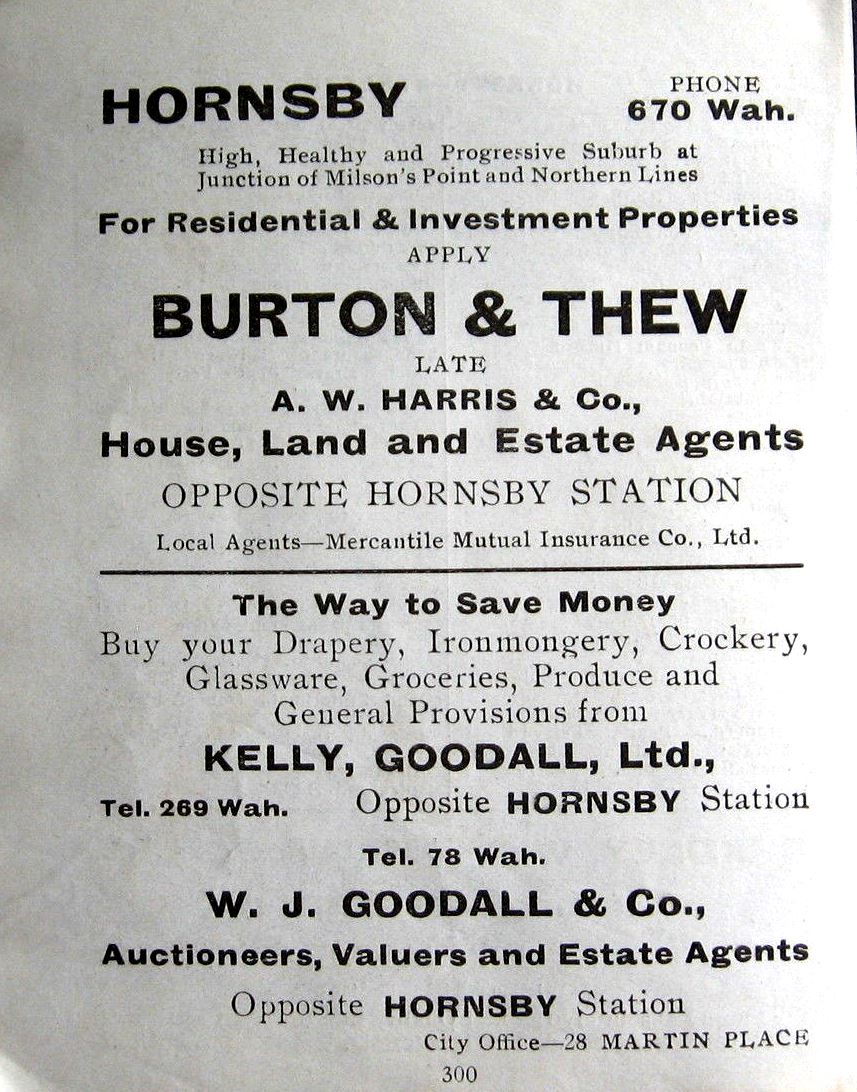 HORNSBY
PHONE
670 Wah.
High, Healthy and Progressive Suburb at
Junction of Milson's Point and Northern Lines
For Residential & Investment Properties
APPLY
BURTON & THEW
LATE
A. W. HARRIS & Co.,
House, Land and Estate Agents
OPPOSITE HORNSBY STATION
Local Agents—Mercantile Mutual Insurance Co., Ltd.
The Way to Save Money
Buy your Drapery, Ironmongery, Crockery,
Glassware, Groceries, Produce and
General Provisions from
KELLY, GOODALL, Ltd.,
Tel. 269 Wah. Opposite HORNSBY Station
Tel. 78 Wah.
W. J. GOODALL & Co.,
Auctioneers, Valuers and Estate Agents
Opposite HORNSBY Station
City Office—28 MARTIN PLACE
300